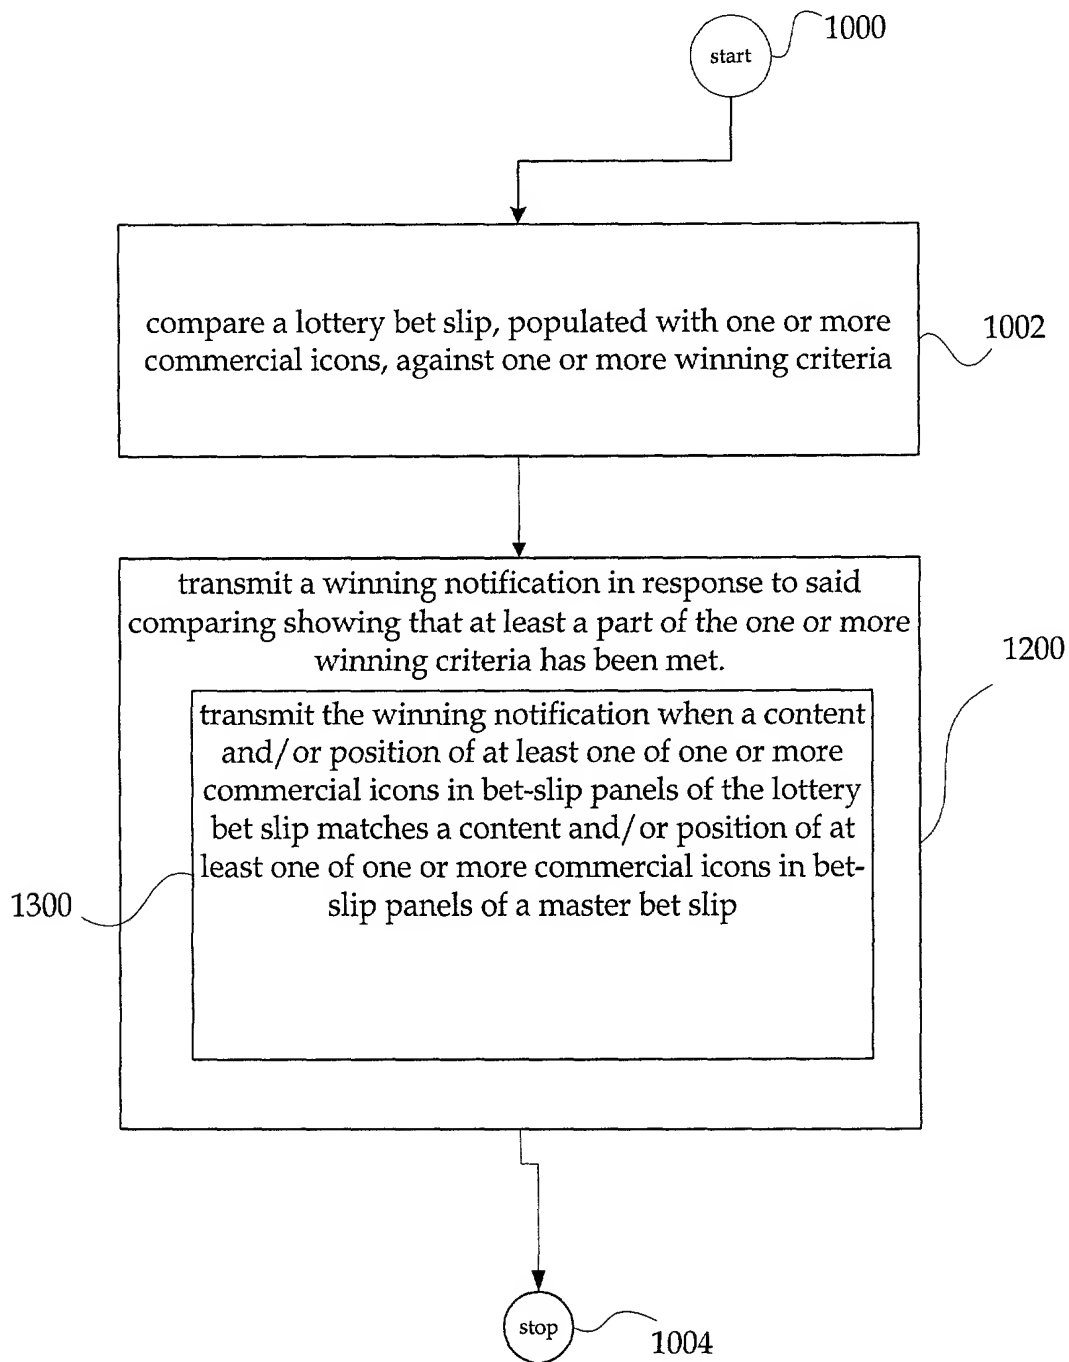 1000
start
compare a lottery bet slip, populated with one or more
commercial icons, against one or more winning criteria
1002
transmit a winning notification in response to said
comparing showing that at least a part of the one or more
winning criteria has been met.
1200
transmit the winning notification when a content
and/or position of at least one of one or more
commercial icons in bet-slip panels of the lottery
bet slip matches a content and/or position of at
least one of one or more commercial icons in bet-
slip panels of a master bet slip
1300
stop
1004